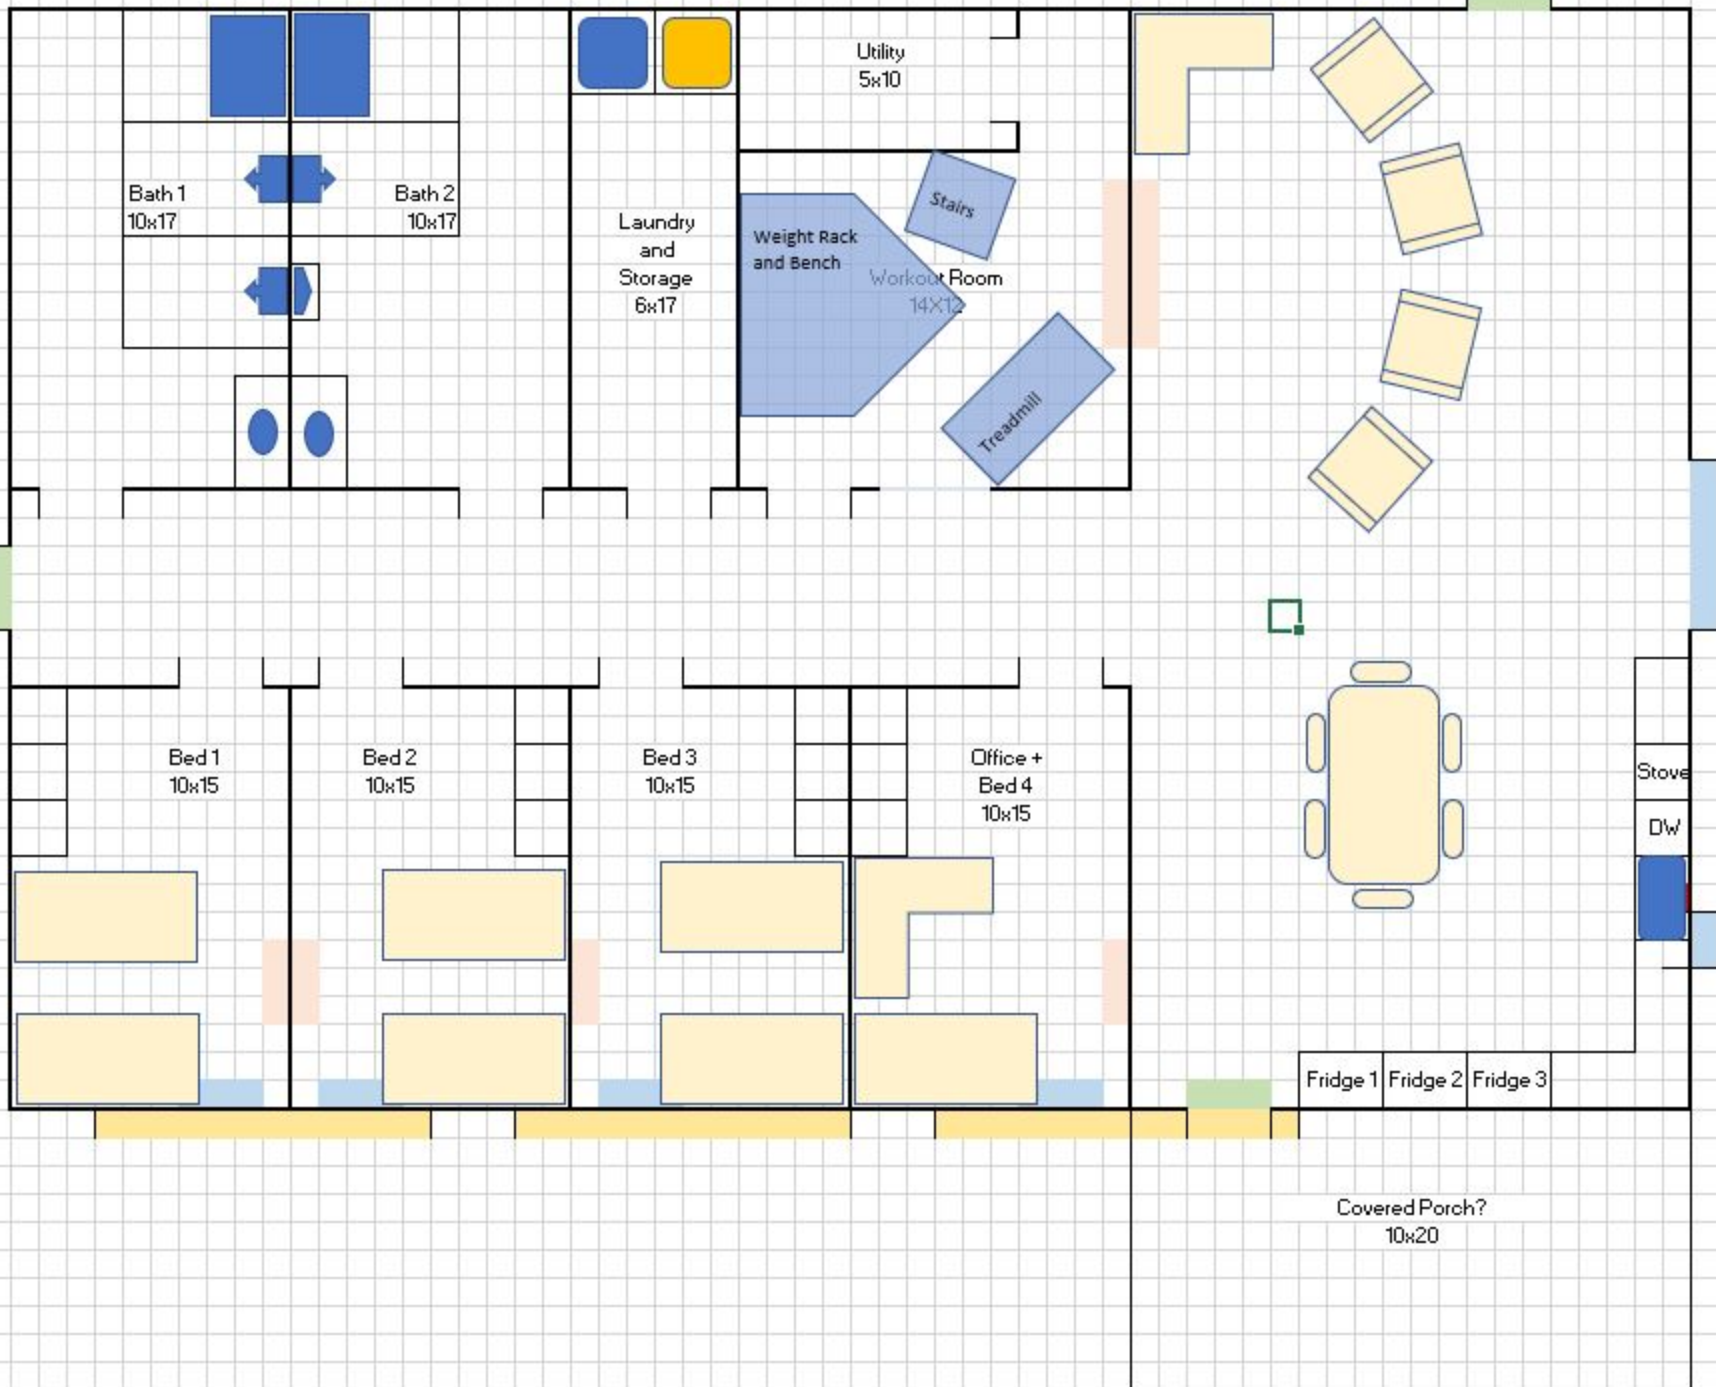 Utility
5x10
Bath 1
10x17
Bath 2
10x17
Laundry
and
Storage
6x17
Stairs
Weight Rack
and Bench
Workout Room
14X12
Treadmill
Bed 1
10x15
Bed 2
10x15
Bed 3
10x15
Office +
Bed 4
10x15
Stove
DW
Fridge 1
Fridge 2
Fridge 3
Covered Porch?
10x20